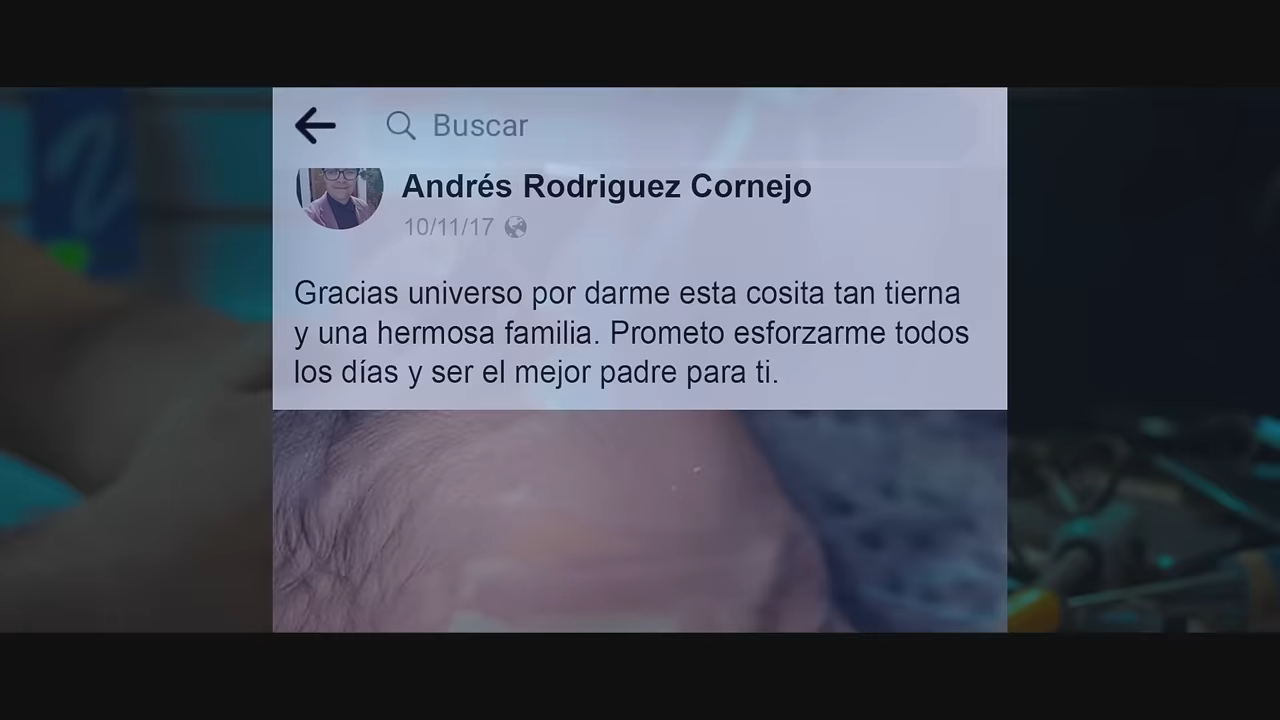 Buscar
Andrés Rodriguez Cornejo
10/11/17
Gracias universo por darme esta cosita tan tierna
y una hermosa familia. Prometo esforzarme todos
los días y ser el mejor padre para ti.